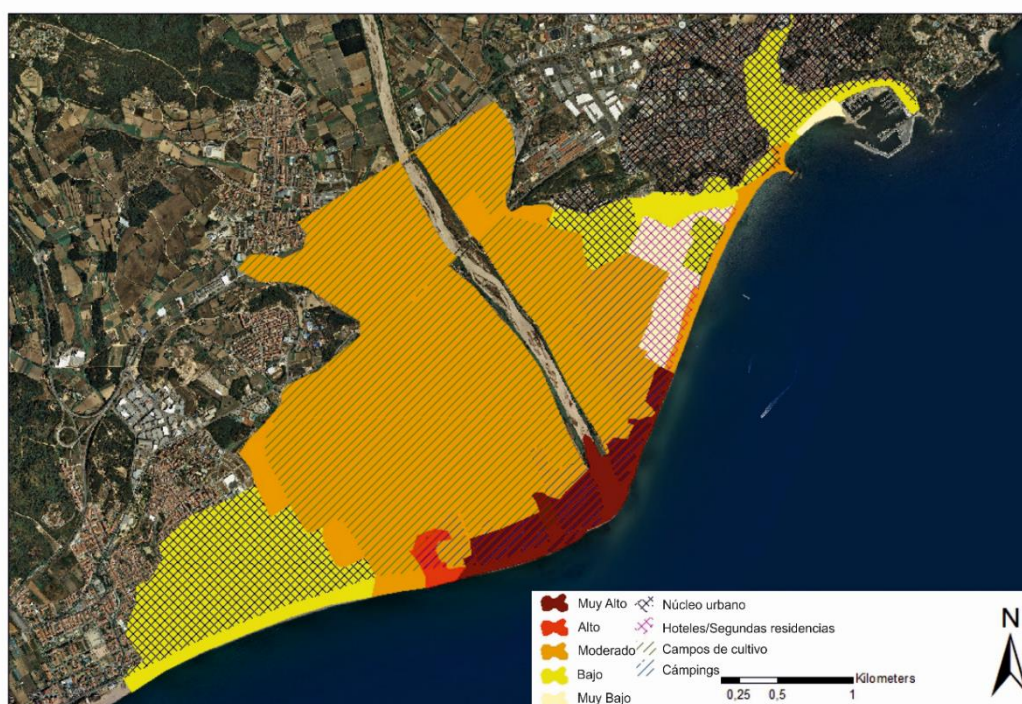 Muy Alto
Alto
Moderado
Bajo
Muy Bajo
Núcleo urbano
Hoteles/Segundas residencias
Campos de cultivo
Cámpings
Kilometers
0,25 0,5 1
N